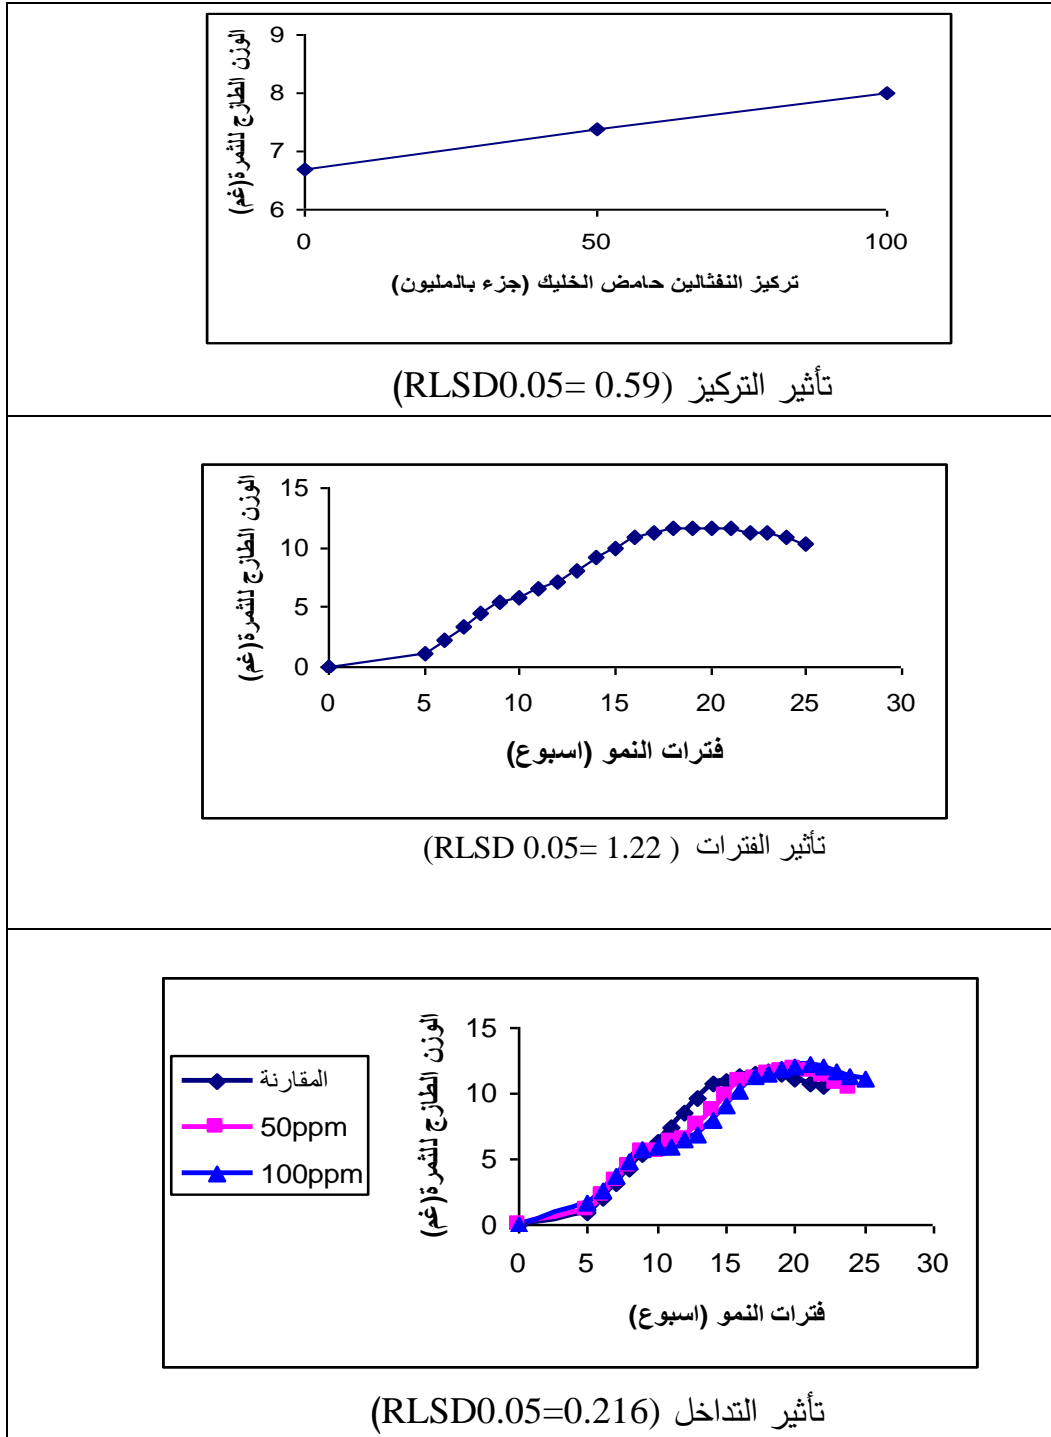 الوزن الطازج للثمرة(غم)
9
8
7
6
0 50 100
تركيز النفثالين حامض الخليك (جزء بالمليون)
تأثير التركيز (RLSD0.05= 0.59)
الوزن الطازج للثمرة(غم)
15
10
5
0
0 5 10 15 20 25 30
فترات النمو (اسبوع)
تأثير الفترات ( RLSD 0.05= 1.22)
المقارنة
50ppm
100ppm
الوزن الطازج للثمرة(غم)
15
10
5
0
0 5 10 15 20 25 30
فترات النمو (اسبوع)
تأثير التداخل (RLSD0.05=0.216)